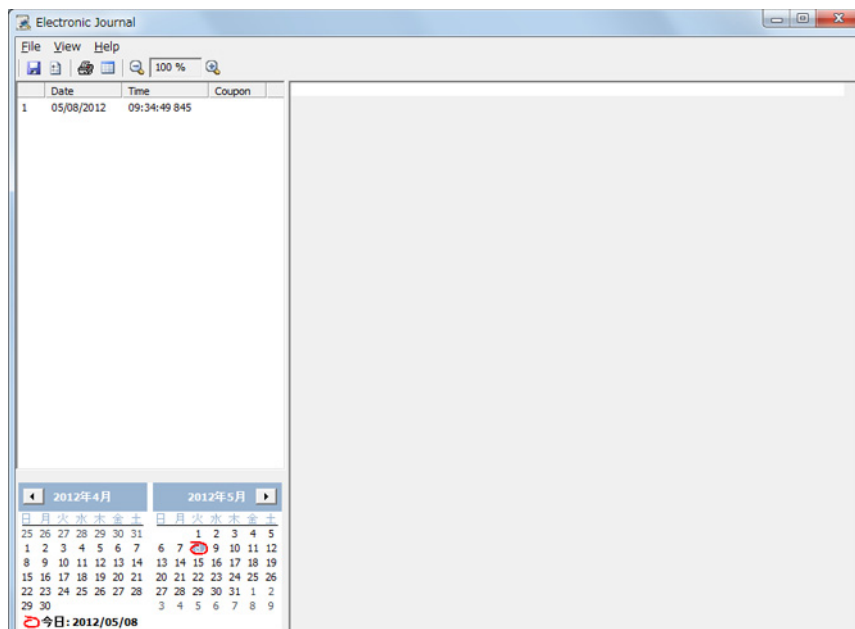 Electronic Journal
File View Help
100 %
Date Time Coupon
1 05/08/2012 09:34:49 845
2012年4月
日 月 火 水 木 金 土
25 26 27 28 29 30 31
1 2 3 4 5 6 7
8 9 10 11 12 13 14
15 16 17 18 19 20 21
22 23 24 25 26 27 28
29 30
2012年5月
日 月 火 水 木 金 土
1 2 3 4 5
6 7 8 9 10 11 12
13 14 15 16 17 18 19
20 21 22 23 24 25 26
27 28 29 30 31 1 2
3 4 5 6 7 8 9
今日: 2012/05/08